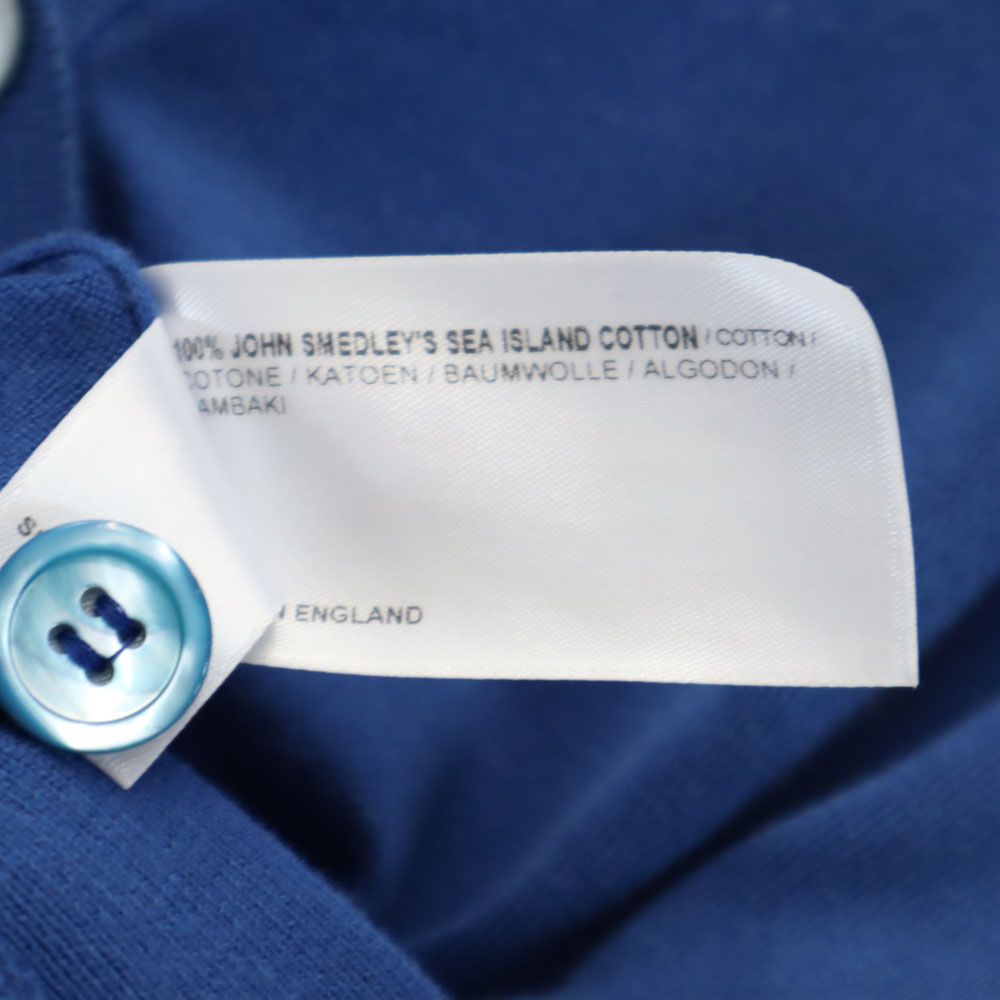 100% JOHN SMEDLEY'S SEA ISLAND COTTON / COTTON /
COTONE / KATOEN / BAUMWOLLE / ALGODON /
AMBAKI
ENGLAND